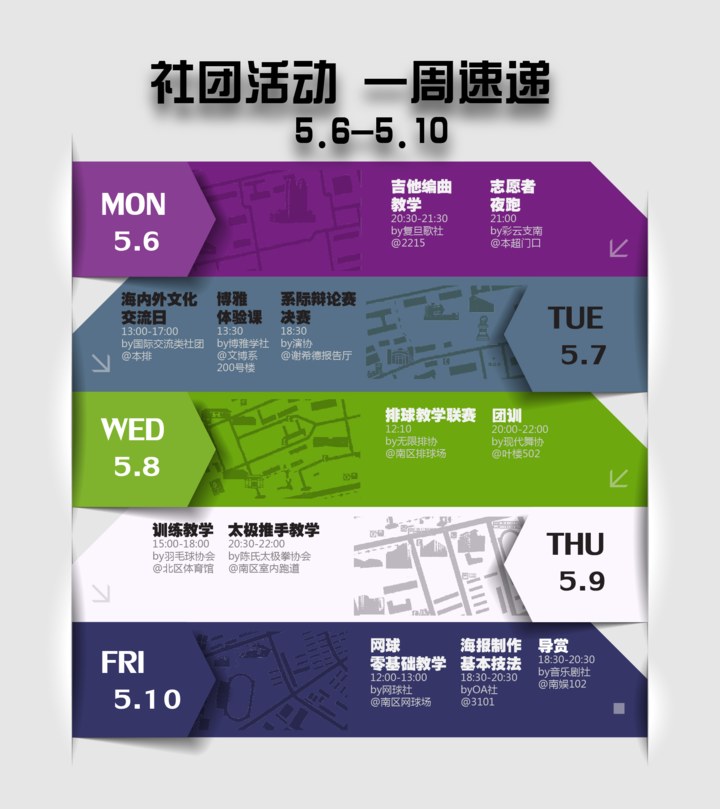 社团活动 一周速递
5.6—5.10
MON
5.6
吉他编曲
教学
20:30-21:30
by复旦歌社
@2215
志愿者
夜跑
21:00
by彩云支南
@本超门口
海内外文化
交流日
13:00-17:00
by国际交流类社团
@本排
博雅
体验课
13:30
by博雅学社
@文博系
200号楼
系际辩论赛
决赛
18:30
by演协
@谢希德报告厅
TUE
5.7
WED
5.8
排球教学联赛
12:10
by无限排协
@南区排球场
团训
20:00-22:00
by现代舞协
@叶楼502
训练教学
15:00-18:00
by羽毛球协会
@北区体育馆
太极推手教学
20:30-22:00
by陈氏太极拳协会
@南区室内跑道
THU
5.9
FRI
5.10
网球
零基础教学
12:00-13:00
by网球社
@南区网球场
海报制作
基本技法
18:30-20:30
byOA社
@3101
导赏
18:30-20:30
by音乐剧社
@南娱102